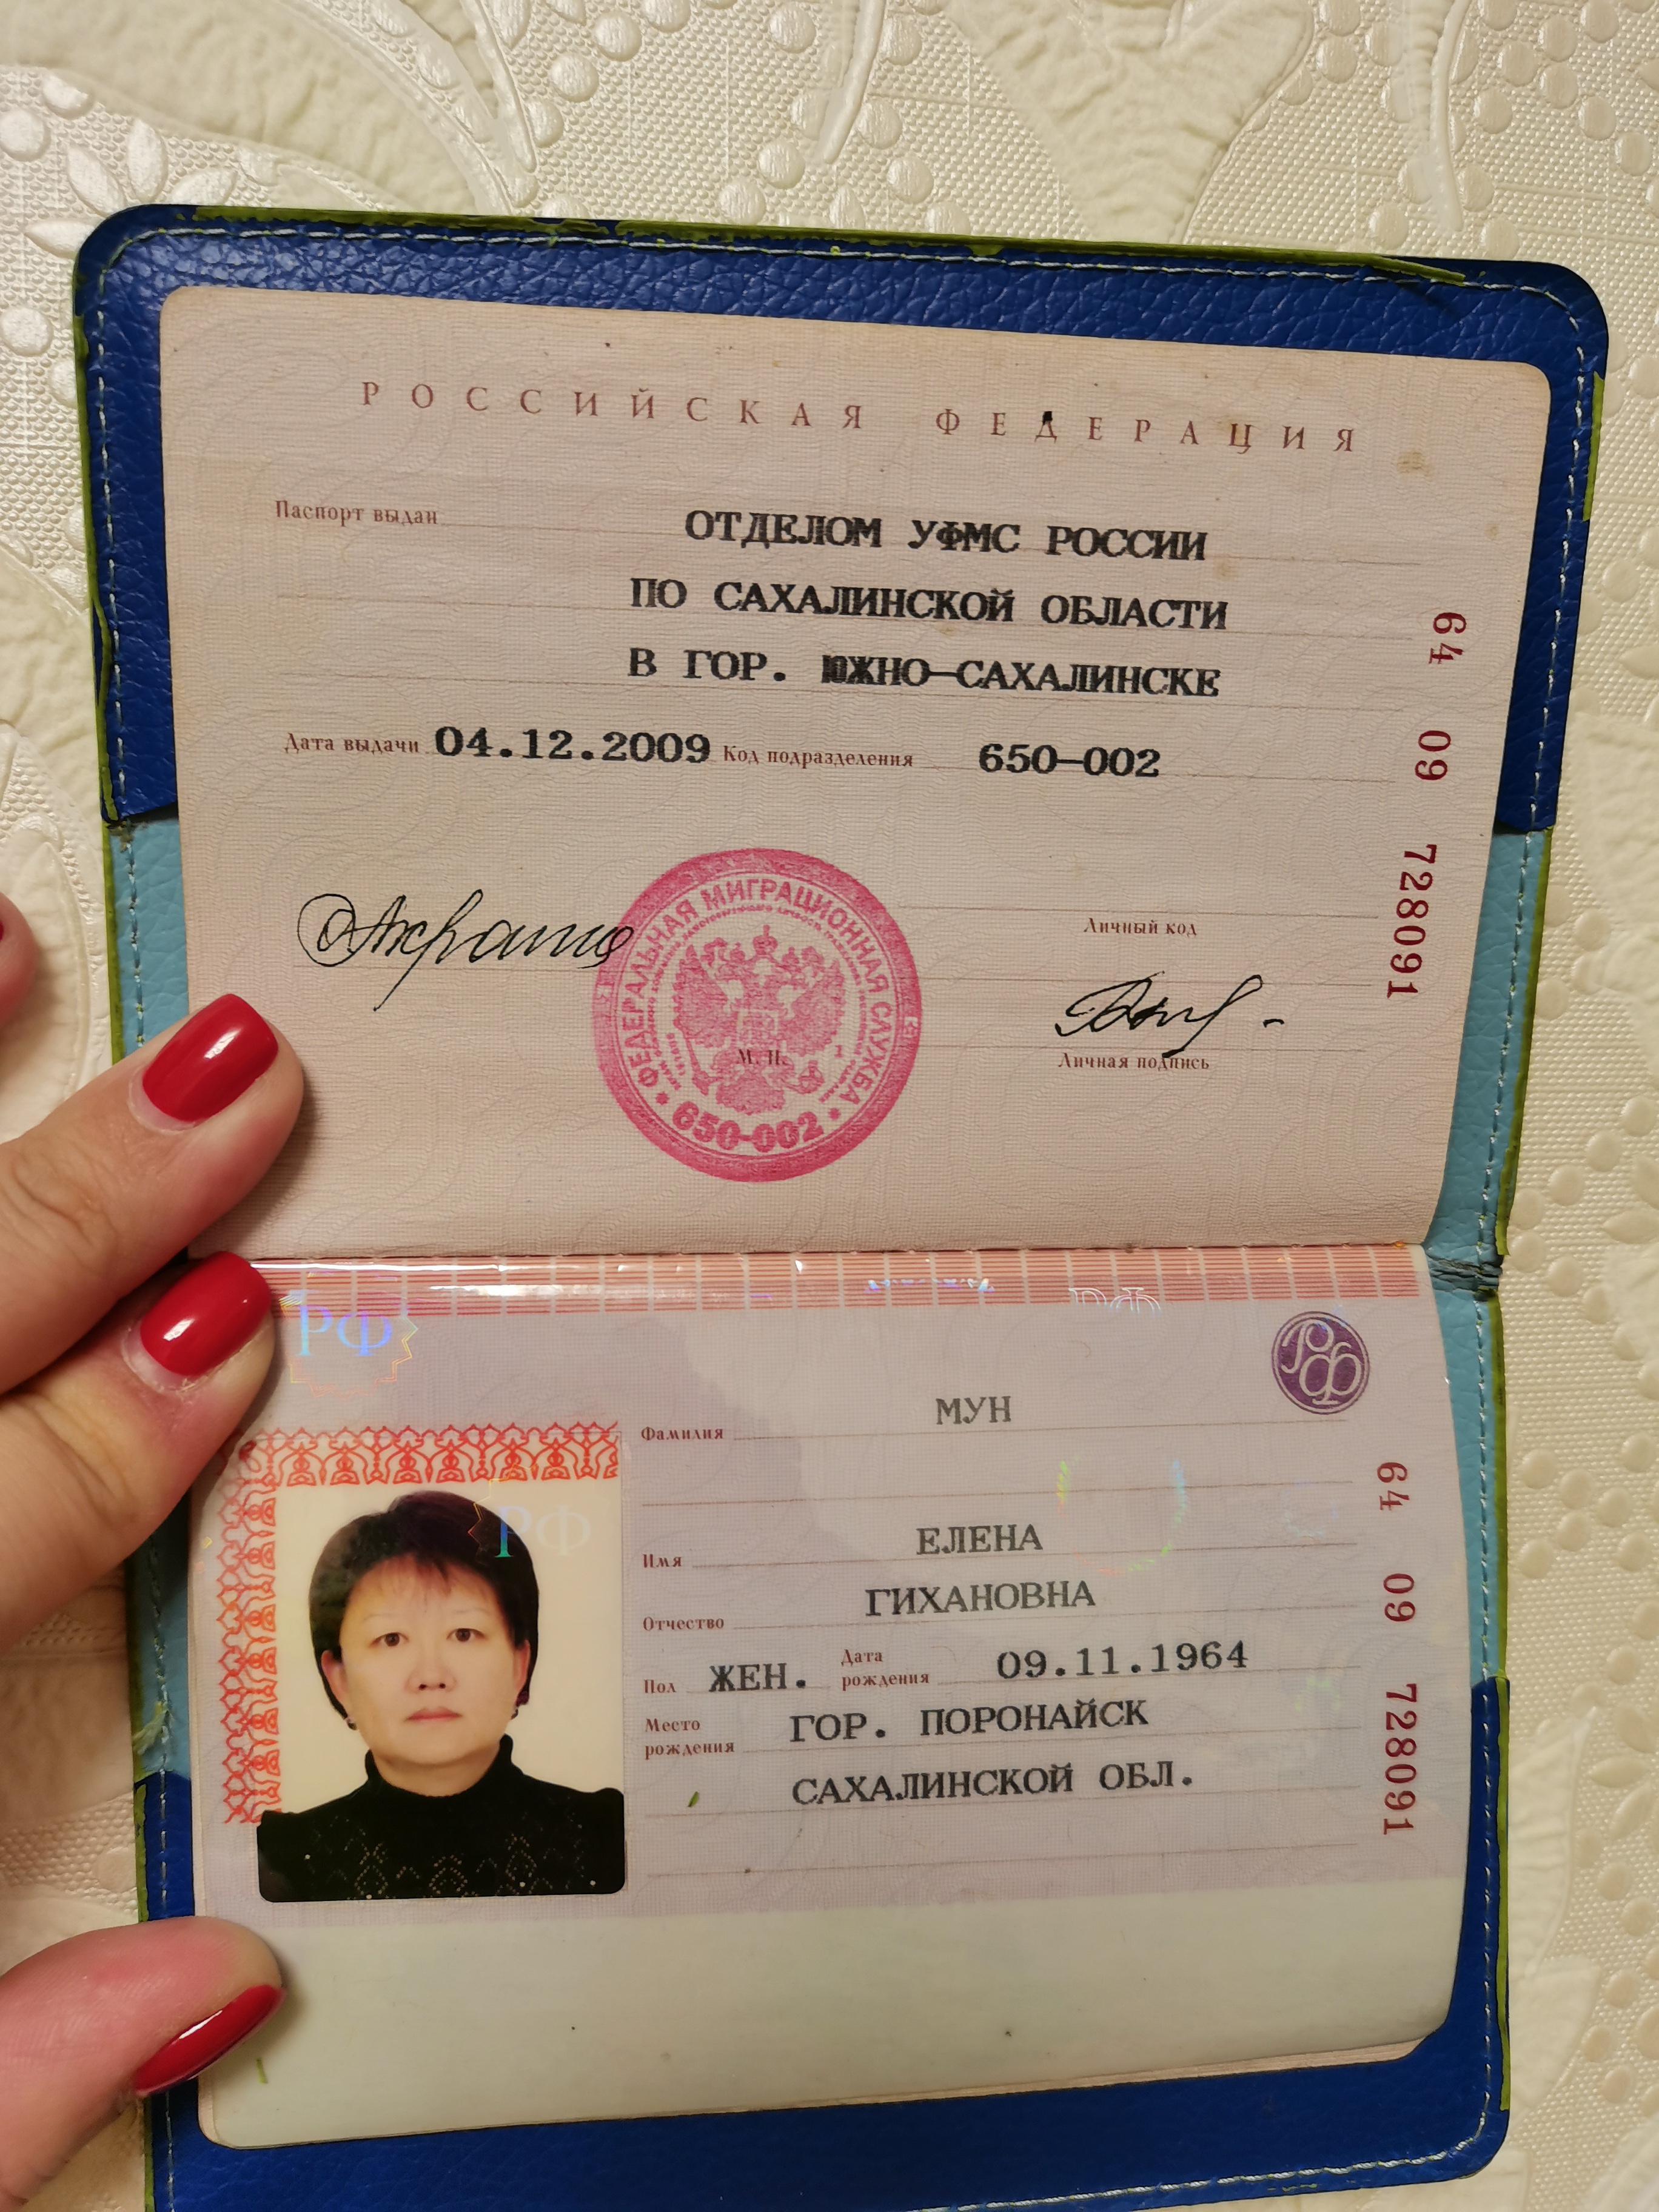 РОССИЙСКАЯ ФЕДЕРАЦИЯ
Паспорт выдан ОТДЕЛОМ УФМС РОССИИ
ПО САХАЛИНСКОЙ ОБЛАСТИ
В ГОР. ЮЖНО-САХАЛИНСКЕ
Дата выдачи 04.12.2009 Код подразделения 650-002
64 09 728091
ФЕДЕРАЛЬНАЯ МИГРАЦИОННАЯ СЛУЖБА
650-002
М. П.
Личный код
Личная подпись
РФ
РФ
РФ
Фамилия МУН
РФ
Имя ЕЛЕНА
Отчество ГИХАНОВНА
Пол ЖЕН. Дата рождения 09.11.1964
Место рождения ГОР. ПОРОНАЙСК
САХАЛИНСКОЙ ОБЛ.
64 09 728091